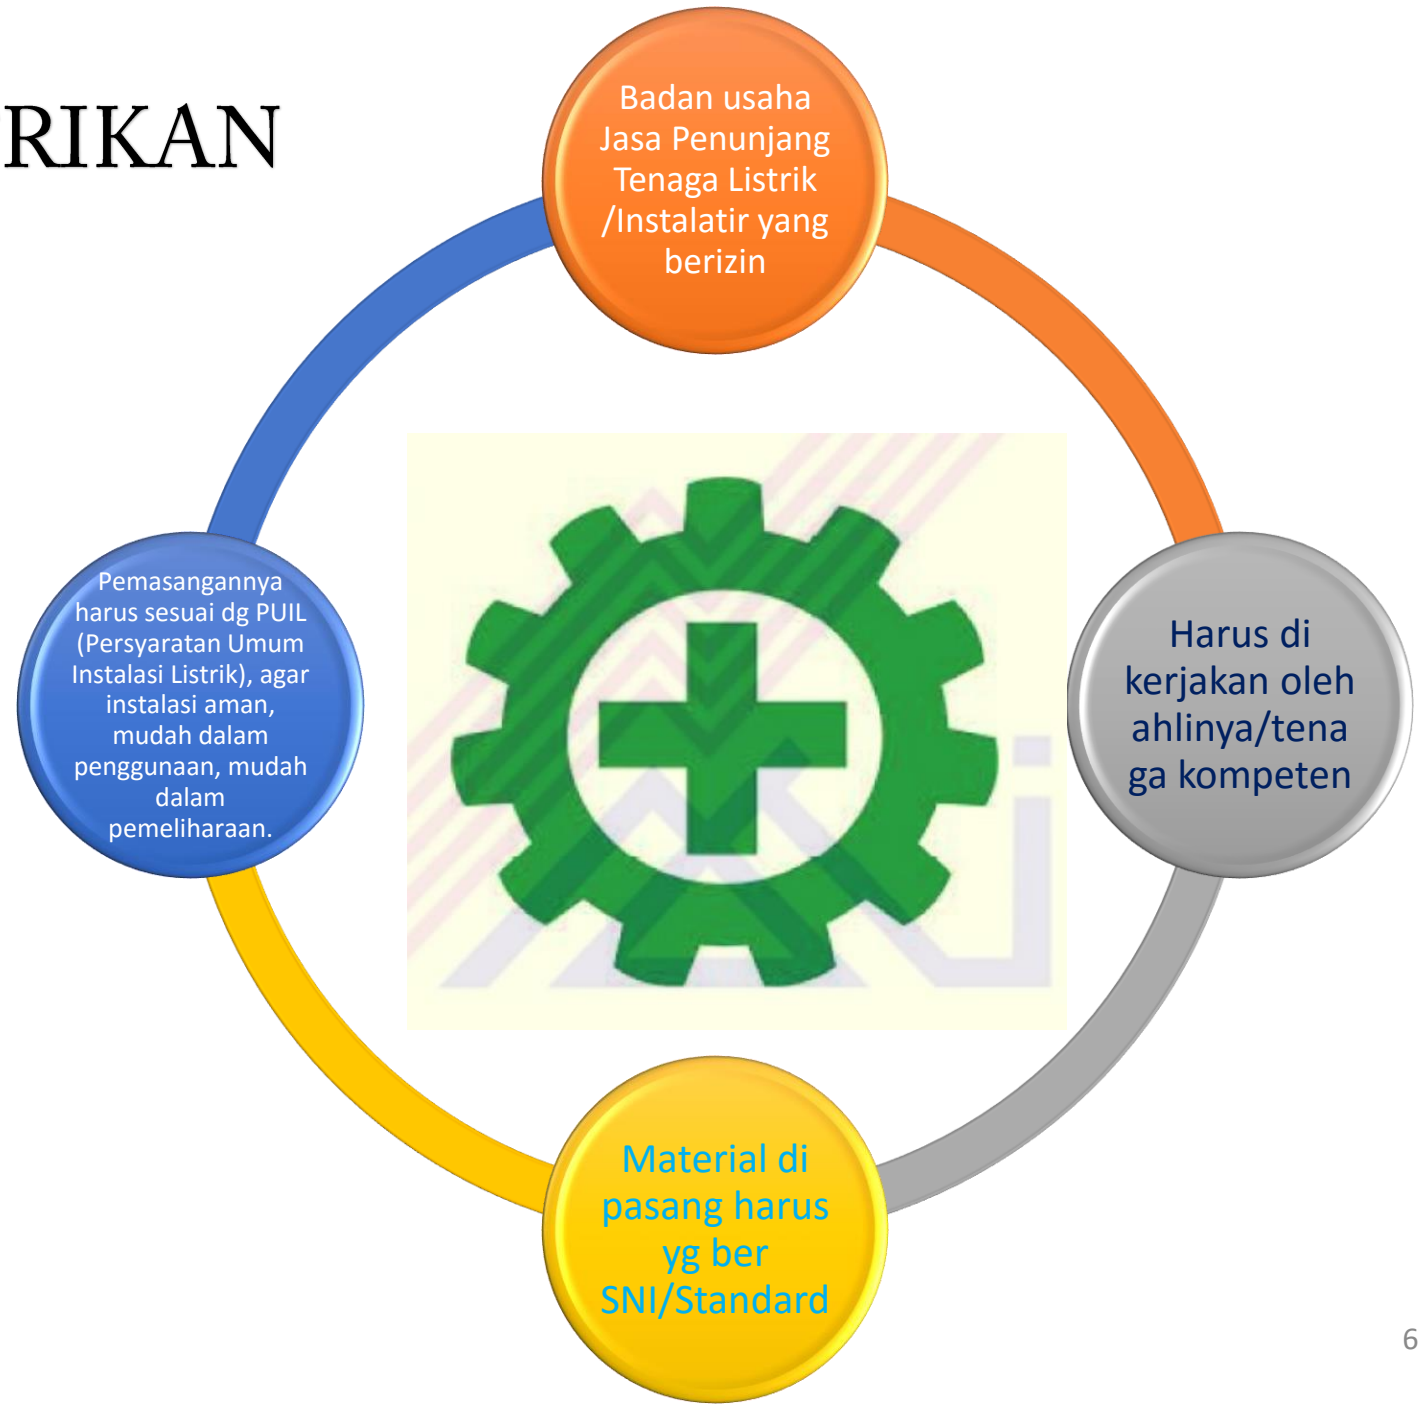 RIKAN
Badan usaha
Jasa Penunjang
Tenaga Listrik
/Instalatir yang
berizin
Harus di
kerjakan oleh
ahlinya/tena
ga kompeten
Material di
pasang harus
yg ber
SNI/Standard
Pemasangannya
harus sesuai dg PUIL
(Persyaratan Umum
Instalasi Listrik), agar
instalasi aman,
mudah dalam
penggunaan, mudah
dalam
pemeliharaan.
6